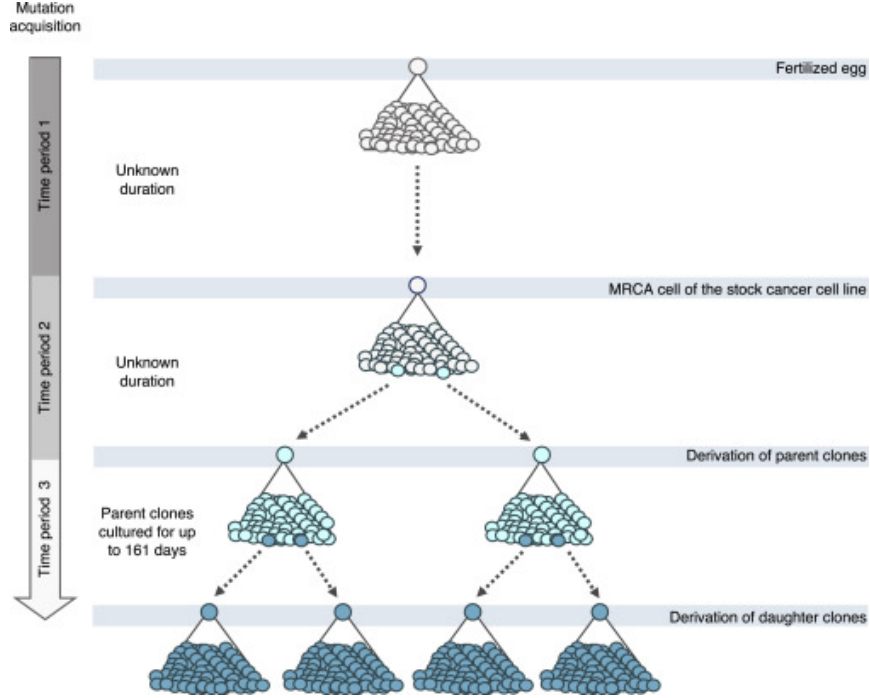 Mutation
acquisition
Fertilized egg
Time period 1
Unknown
duration
MRCA cell of the stock cancer cell line
Time period 2
Unknown
duration
Derivation of parent clones
Time period 3
Parent clones
cultured for up
to 161 days
Derivation of daughter clones